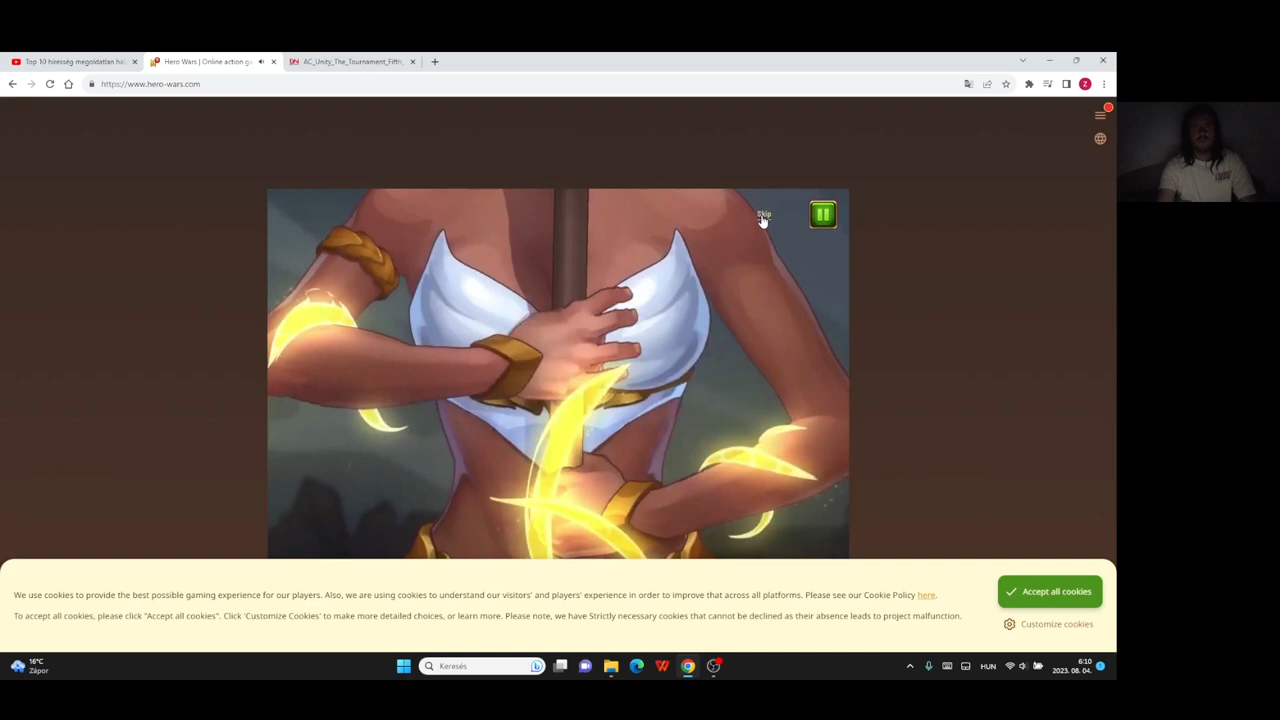 Top 10 híresség megoldatlan ha
Hero Wars | Online action g
AC_Unity_The_Tournament_Fifth_
https://www.hero-wars.com
Z
Skip
We use cookies to provide the best possible gaming experience for our players. Also, we are using cookies to understand our visitors' and players' experience in order to improve that across all platforms. Please see our Cookie Policy here.
To accept all cookies, please click "Accept all cookies". Click 'Customize Cookies' to make more detailed choices, or learn more. Please note, we have Strictly necessary cookies that cannot be declined as their absence leads to project malfunction.
Accept all cookies
Customize cookies
16°C
Zápor
Keresés
HUN
6:10
2023. 08. 04.